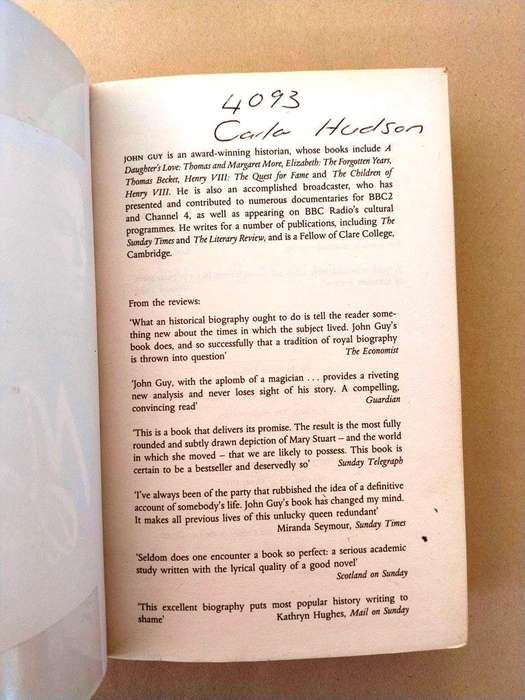 4093
Carla Hudson
JOHN GUY is an award-winning historian, whose books include A
Daughter's Love: Thomas and Margaret More, Elizabeth: The Forgotten Years,
Thomas Becket, Henry VIII: The Quest for Fame and The Children of
Henry VIII. He is also an accomplished broadcaster, who has
presented and contributed to numerous documentaries for BBC2
and Channel 4, as well as appearing on BBC Radio's cultural
programmes. He writes for a number of publications, including The
Sunday Times and The Literary Review, and is a Fellow of Clare College,
Cambridge.
From the reviews:
'What an historical biography ought to do is tell the reader some-
thing new about the times in which the subject lived. John Guy's
book does, and so successfully that a tradition of royal biography
is thrown into question' The Economist
'John Guy, with the aplomb of a magician . . . provides a riveting
new analysis and never loses sight of his story. A compelling,
convincing read' Guardian
'This is a book that delivers its promise. The result is the most fully
rounded and subtly drawn depiction of Mary Stuart – and the world
in which she moved – that we are likely to possess. This book is
certain to be a bestseller and deservedly so' Sunday Telegraph
'I've always been of the party that rubbished the idea of a definitive
account of somebody's life. John Guy's book has changed my mind.
It makes all previous lives of this unlucky queen redundant'
Miranda Seymour, Sunday Times
'Seldom does one encounter a book so perfect: a serious academic
study written with the lyrical quality of a good novel'
Scotland on Sunday
'This excellent biography puts most popular history writing to
shame' Kathryn Hughes, Mail on Sunday